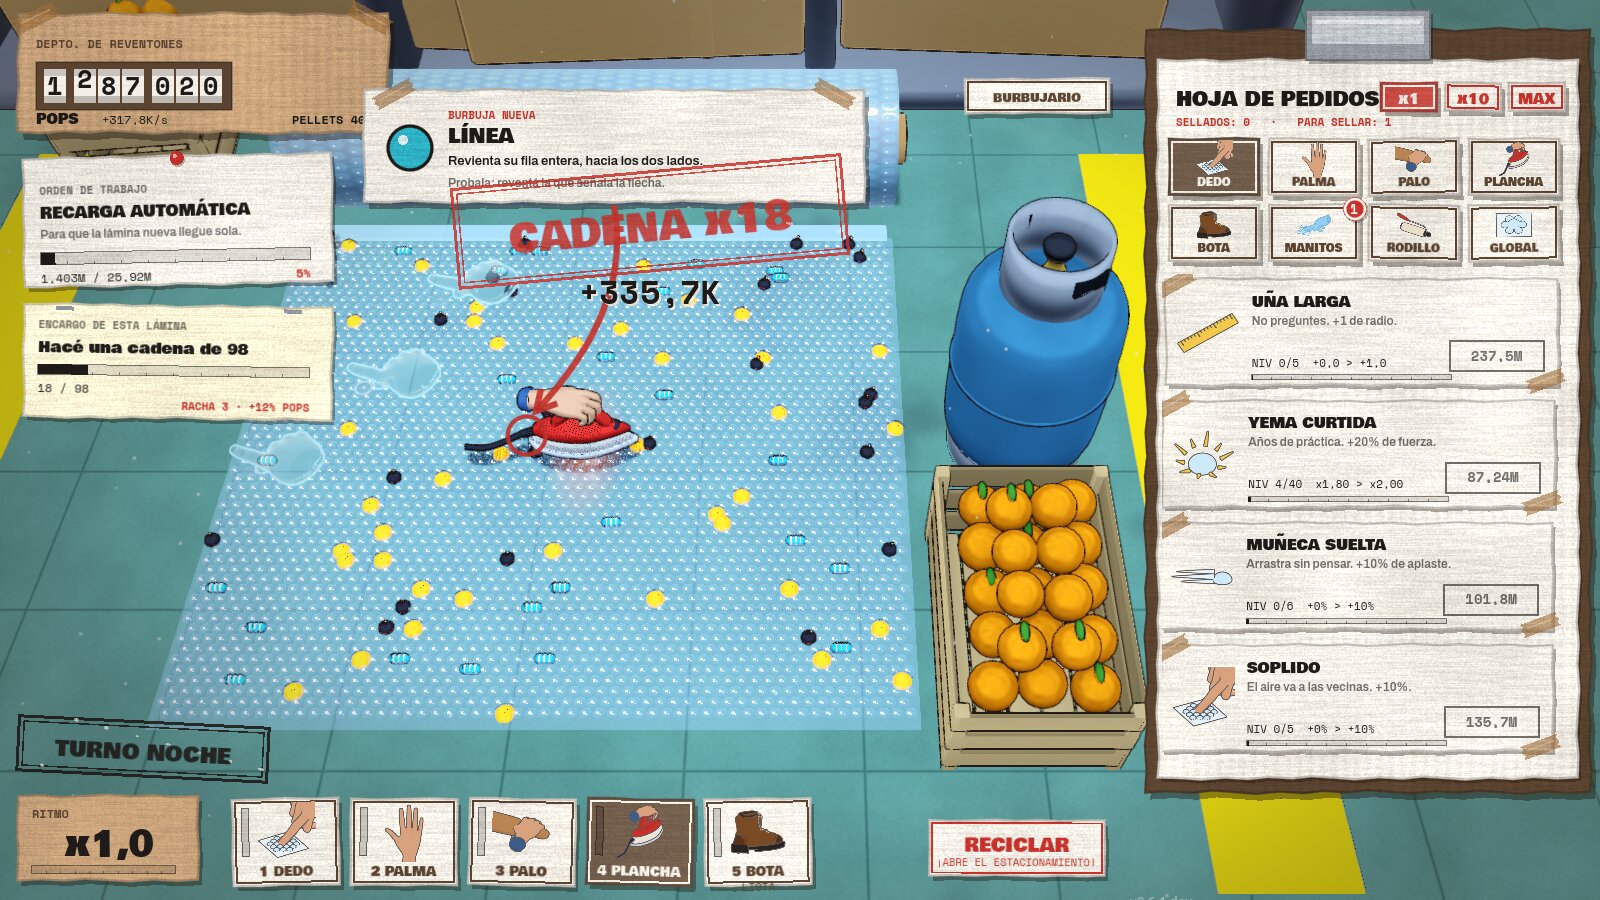 DEPTO. DE REVENTONES
1 287 020
POPS +317,8K/s
PELLETS 40
ORDEN DE TRABAJO
RECARGA AUTOMÁTICA
Para que la lámina nueva llegue sola.
1,403M / 25,92M
5%
ENCARGO DE ESTA LÁMINA
Hacé una cadena de 98
18 / 98
RACHA 3 · +12% POPS
BURBUJA NUEVA
LÍNEA
Revienta su fila entera, hacia los dos lados.
Probala: reventá la que señala la flecha.
CADENA x18
+335,7K
BURBUJARIO
HOJA DE PEDIDOS
x1
x10
MAX
SELLADOS: 0 · PARA SELLAR: 1
DEDO
PALMA
PALO
PLANCHA
BOTA
MANITOS
1
RODILLO
GLOBAL
UÑA LARGA
No preguntes. +1 de radio.
NIV 0/5 +0,0 > +1,0
237,5M
YEMA CURTIDA
Años de práctica. +20% de fuerza.
NIV 4/40 x1,80 > x2,00
87,24M
MUÑECA SUELTA
Arrastra sin pensar. +10% de aplaste.
NIV 0/6 +0% > +10%
101,8M
SOPLIDO
El aire va a las vecinas. +10%.
NIV 0/5 +0% > +10%
135,7M
TURNO NOCHE
RITMO
x1,0
1 DEDO
2 PALMA
3 PALO
4 PLANCHA
5 BOTA
LISTA
RECICLAR
¡ABRE EL ESTACIONAMIENTO!